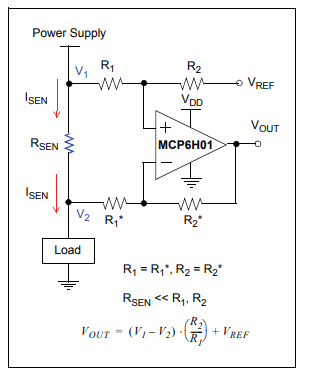 Power Supply
R1
R2
V1
VREF
VDD
ISEN
VOUT
+
RSEN
MCP6H01
–
ISEN
V2
R1*
R2*
Load
R1 = R1*, R2 = R2*
RSEN << R1, R2
VOUT = (V1 – V2) · (R2/R1) + VREF